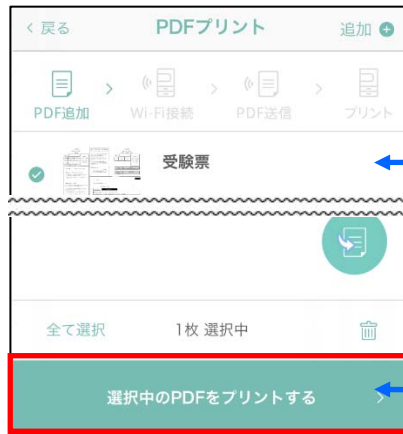 < 戻る PDFプリント 追加
PDF追加 Wi-Fi接続 PDF送信 プリント
受験票
全て選択 1枚 選択中
選択中のPDFをプリントする